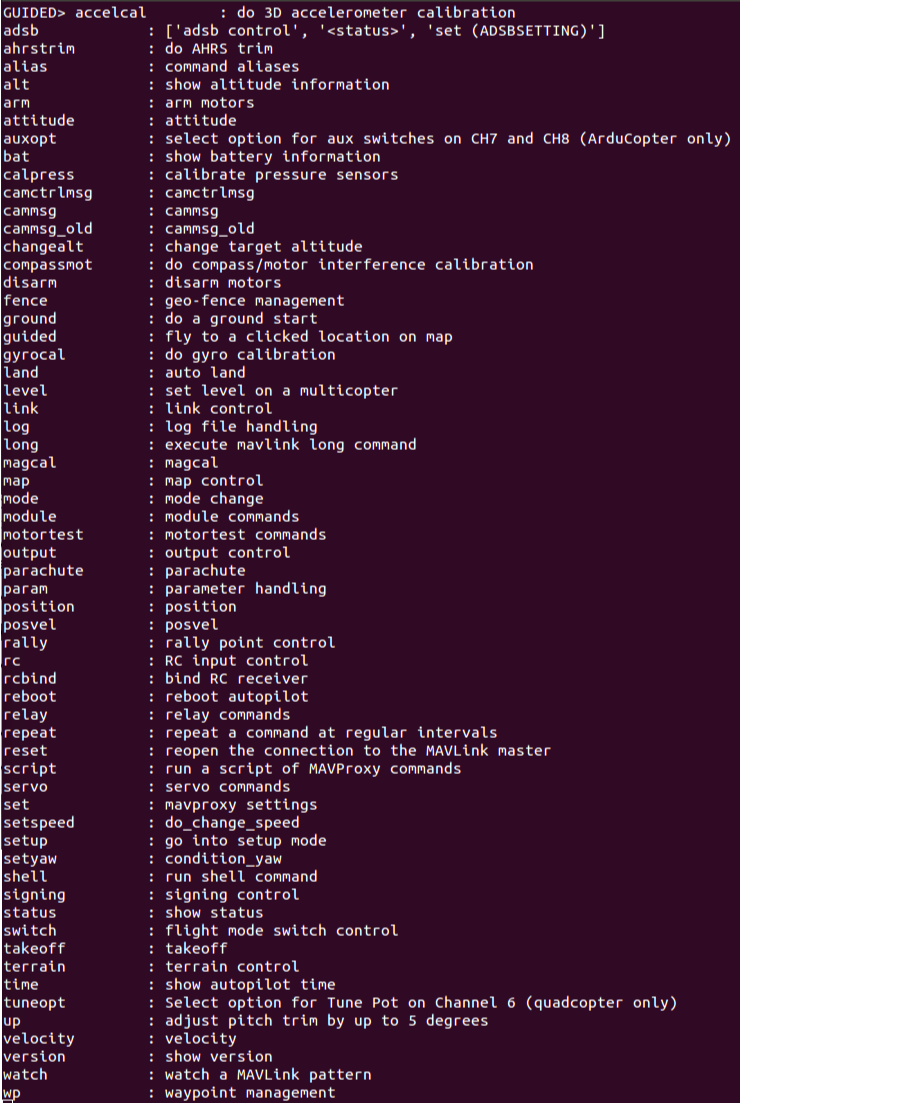 GUIDED> accelcal        : do 3D accelerometer calibration
adsb            : ['adsb control', '<status>', 'set (ADSBSETTING)']
ahrstrim        : do AHRS trim
alias           : command aliases
alt             : show altitude information
arm             : arm motors
attitude        : attitude
auxopt          : select option for aux switches on CH7 and CH8 (ArduCopter only)
bat             : show battery information
calpress        : calibrate pressure sensors
camctrlmsg      : camctrlmsg
cammsg          : cammsg
cammsg_old      : cammsg_old
changealt       : change target altitude
compassmot      : do compass/motor interference calibration
disarm          : disarm motors
fence           : geo-fence management
ground          : do a ground start
guided          : fly to a clicked location on map
gyrocal         : do gyro calibration
land            : auto land
level           : set level on a multicopter
link            : link control
log             : log file handling
long            : execute mavlink long command
magcal          : magcal
map             : map control
mode            : mode change
module          : module commands
motortest       : motortest commands
output          : output control
parachute       : parachute
param           : parameter handling
position        : position
posvel          : posvel
rally           : rally point control
rc              : RC input control
rcbind          : bind RC receiver
reboot          : reboot autopilot
relay           : relay commands
repeat          : repeat a command at regular intervals
reset           : reopen the connection to the MAVLink master
script          : run a script of MAVProxy commands
servo           : servo commands
set             : mavproxy settings
setspeed        : do_change_speed
setup           : go into setup mode
setyaw          : condition_yaw
shell           : run shell command
signing         : signing control
status          : show status
switch          : flight mode switch control
takeoff         : takeoff
terrain         : terrain control
time            : show autopilot time
tuneopt         : Select option for Tune Pot on Channel 6 (quadcopter only)
up              : adjust pitch trim by up to 5 degrees
velocity        : velocity
version         : show version
watch           : watch a MAVLink pattern
wp              : waypoint management